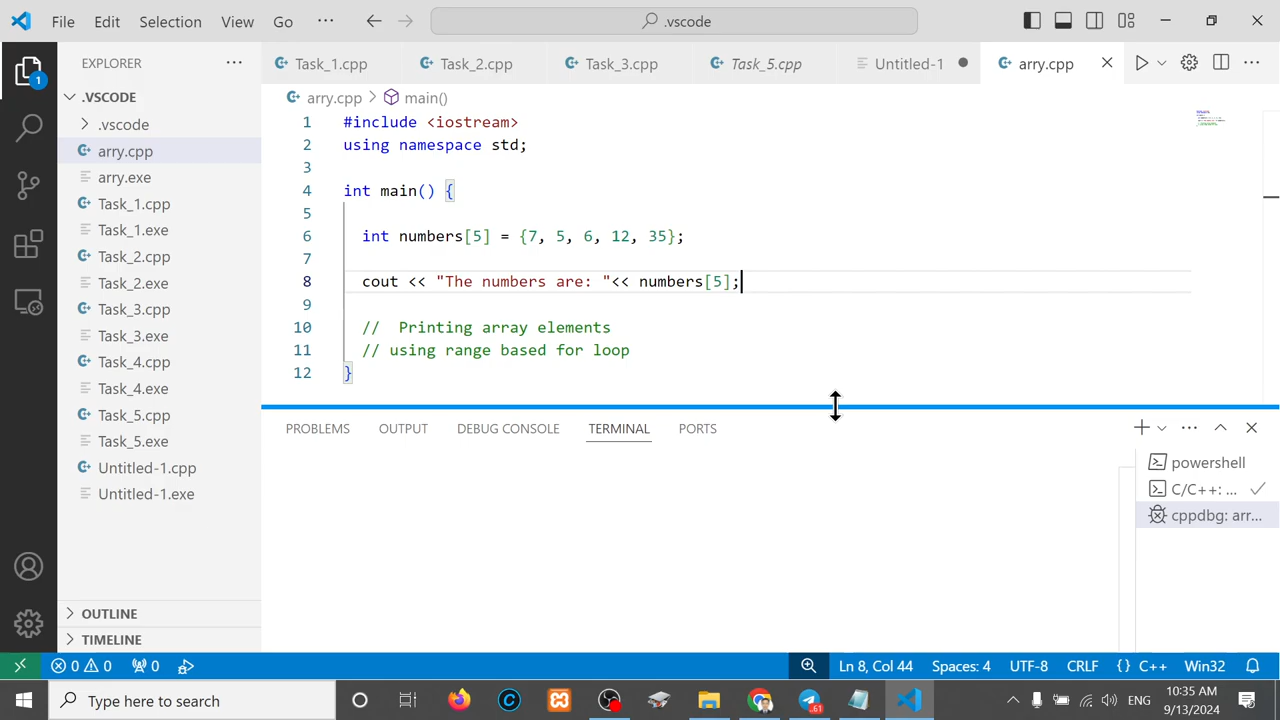 File Edit Selection View Go ··· .vscode
EXPLORER ···
Task_1.cpp Task_2.cpp Task_3.cpp Task_5.cpp Untitled-1 arry.cpp
.VSCODE
.vscode
arry.cpp
arry.exe
Task_1.cpp
Task_1.exe
Task_2.cpp
Task_2.exe
Task_3.cpp
Task_3.exe
Task_4.cpp
Task_4.exe
Task_5.cpp
Task_5.exe
Untitled-1.cpp
Untitled-1.exe
OUTLINE
TIMELINE
arry.cpp > main()
1 #include <iostream>
2 using namespace std;
3
4 int main() {
5
6 int numbers[5] = {7, 5, 6, 12, 35};
7
8 cout << "The numbers are: "<< numbers[5];
9
10 //  Printing array elements
11 // using range based for loop
12 }
PROBLEMS OUTPUT DEBUG CONSOLE TERMINAL PORTS
powershell
C/C++: ...
cppdbg: arr...
1
0 0 0 Ln 8, Col 44 Spaces: 4 UTF-8 CRLF {} C++ Win32
Type here to search
61
ENG
10:35 AM
9/13/2024